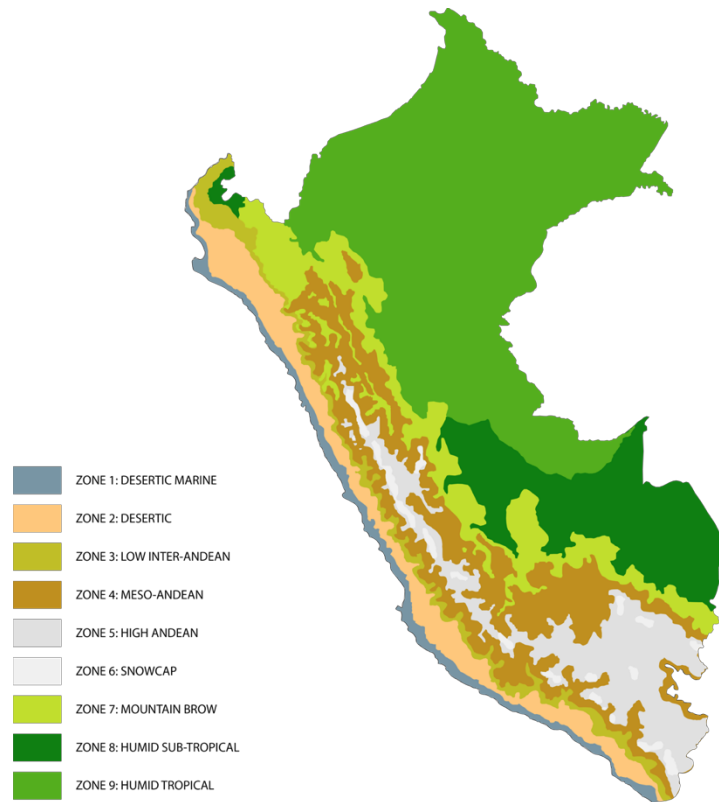 ZONE 1: DESERTIC MARINE
ZONE 2: DESERTIC
ZONE 3: LOW INTER-ANDEAN
ZONE 4: MESO-ANDEAN
ZONE 5: HIGH ANDEAN
ZONE 6: SNOWCAP
ZONE 7: MOUNTAIN BROW
ZONE 8: HUMID SUB-TROPICAL
ZONE 9: HUMID TROPICAL